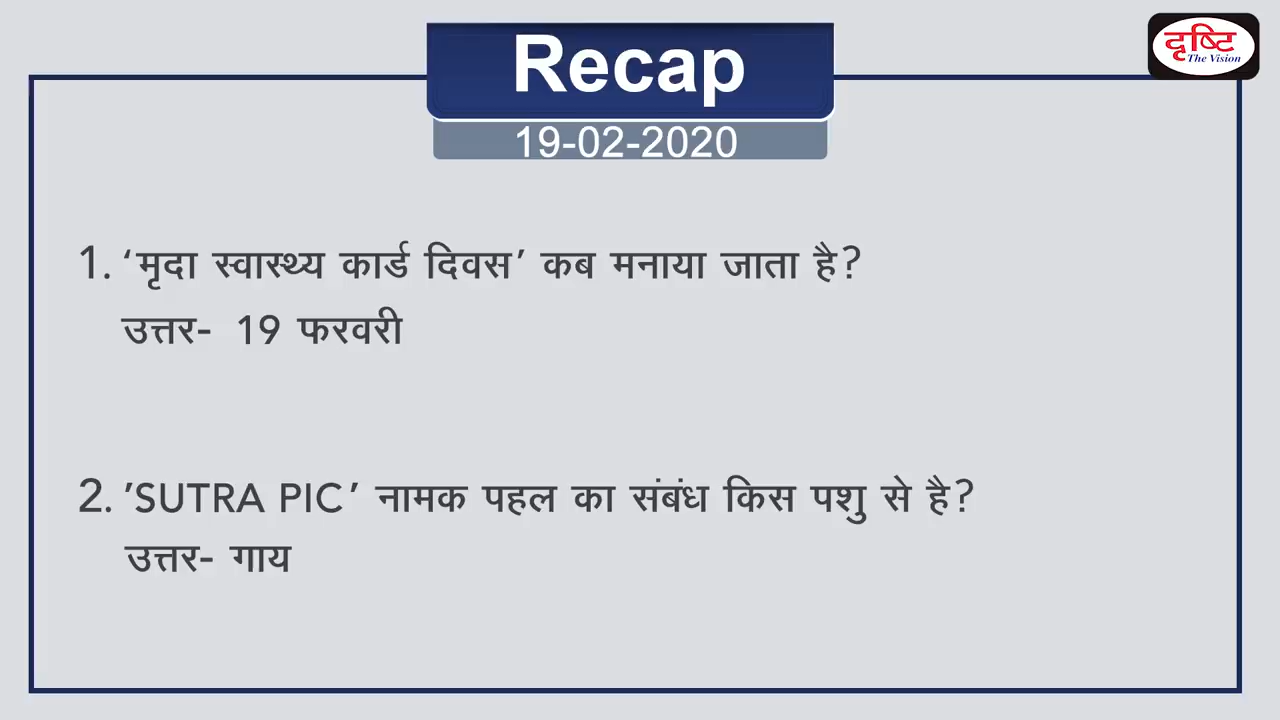 Recap
दृष्टि
The Vision
19-02-2020
1. ‘मृदा स्वास्थ्य कार्ड दिवस’ कब मनाया जाता है?
उत्तर- 19 फरवरी
2. ’SUTRA PIC’ नामक पहल का संबंध किस पशु से है?
उत्तर- गाय